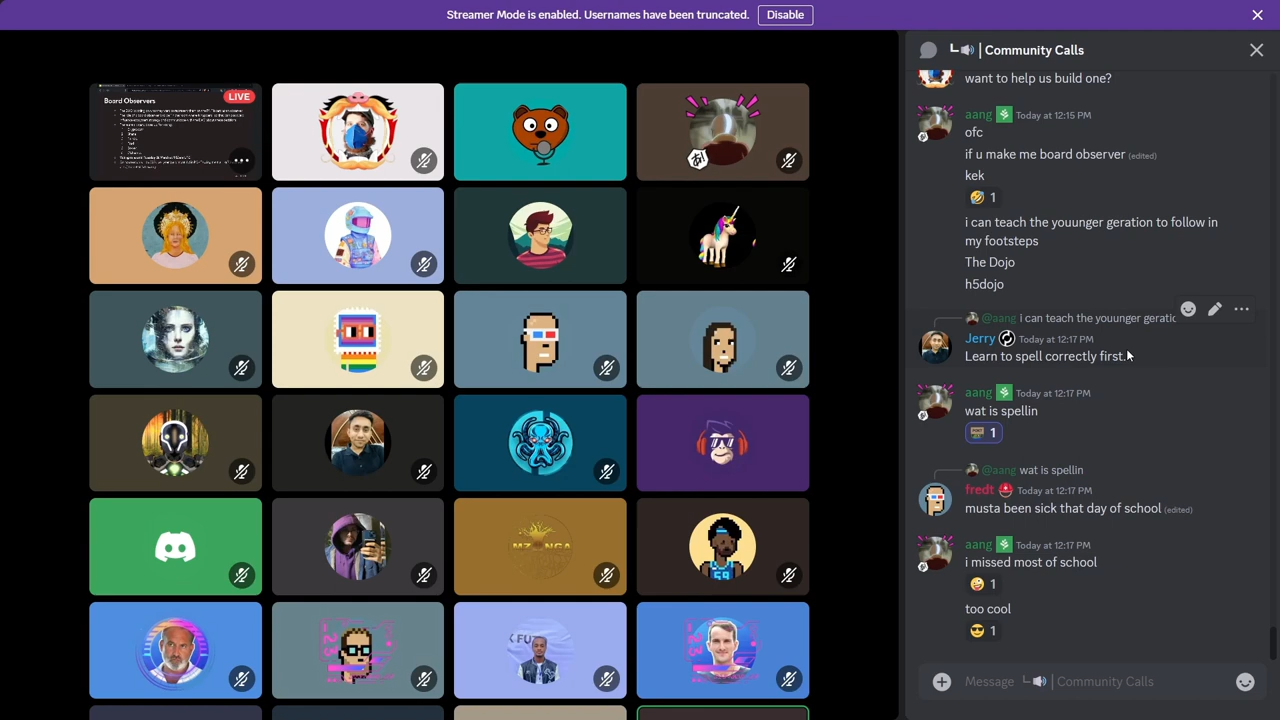 Streamer Mode is enabled. Usernames have been truncated.
Disable
Board Observers
LIVE
MZ NGA
59
Community Calls
want to help us build one?
aang Today at 12:15 PM
ofc
if u make me board observer (edited)
kek
1
i can teach the youunger geration to follow in
my footsteps
The Dojo
h5dojo
@aang i can teach the youunger geratio
Jerry Today at 12:17 PM
Learn to spell correctly first.
aang Today at 12:17 PM
wat is spellin
1
@aang wat is spellin
fredt Today at 12:17 PM
musta been sick that day of school (edited)
aang Today at 12:17 PM
i missed most of school
1
too cool
1
Message Community Calls